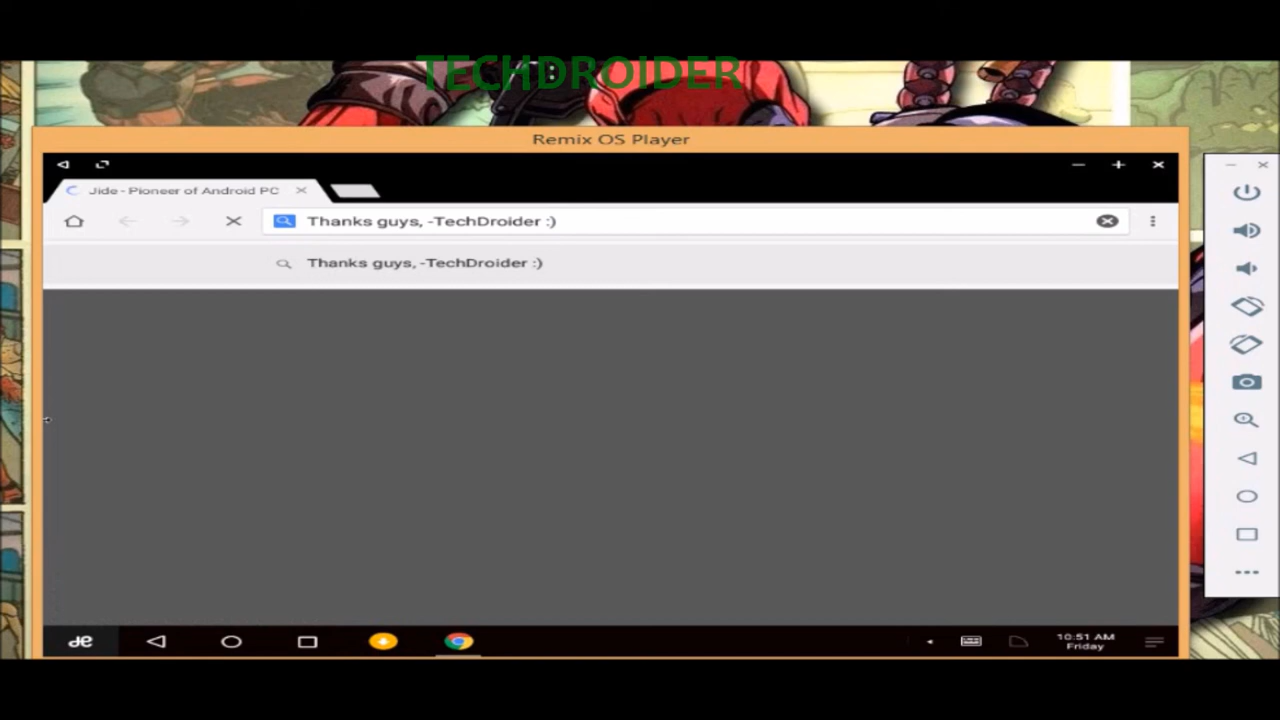 TECHDROIDER
Remix OS Player
Jide - Pioneer of Android PC
Thanks guys, -TechDroider :)
Thanks guys, -TechDroider :)
10:51 AM
Friday